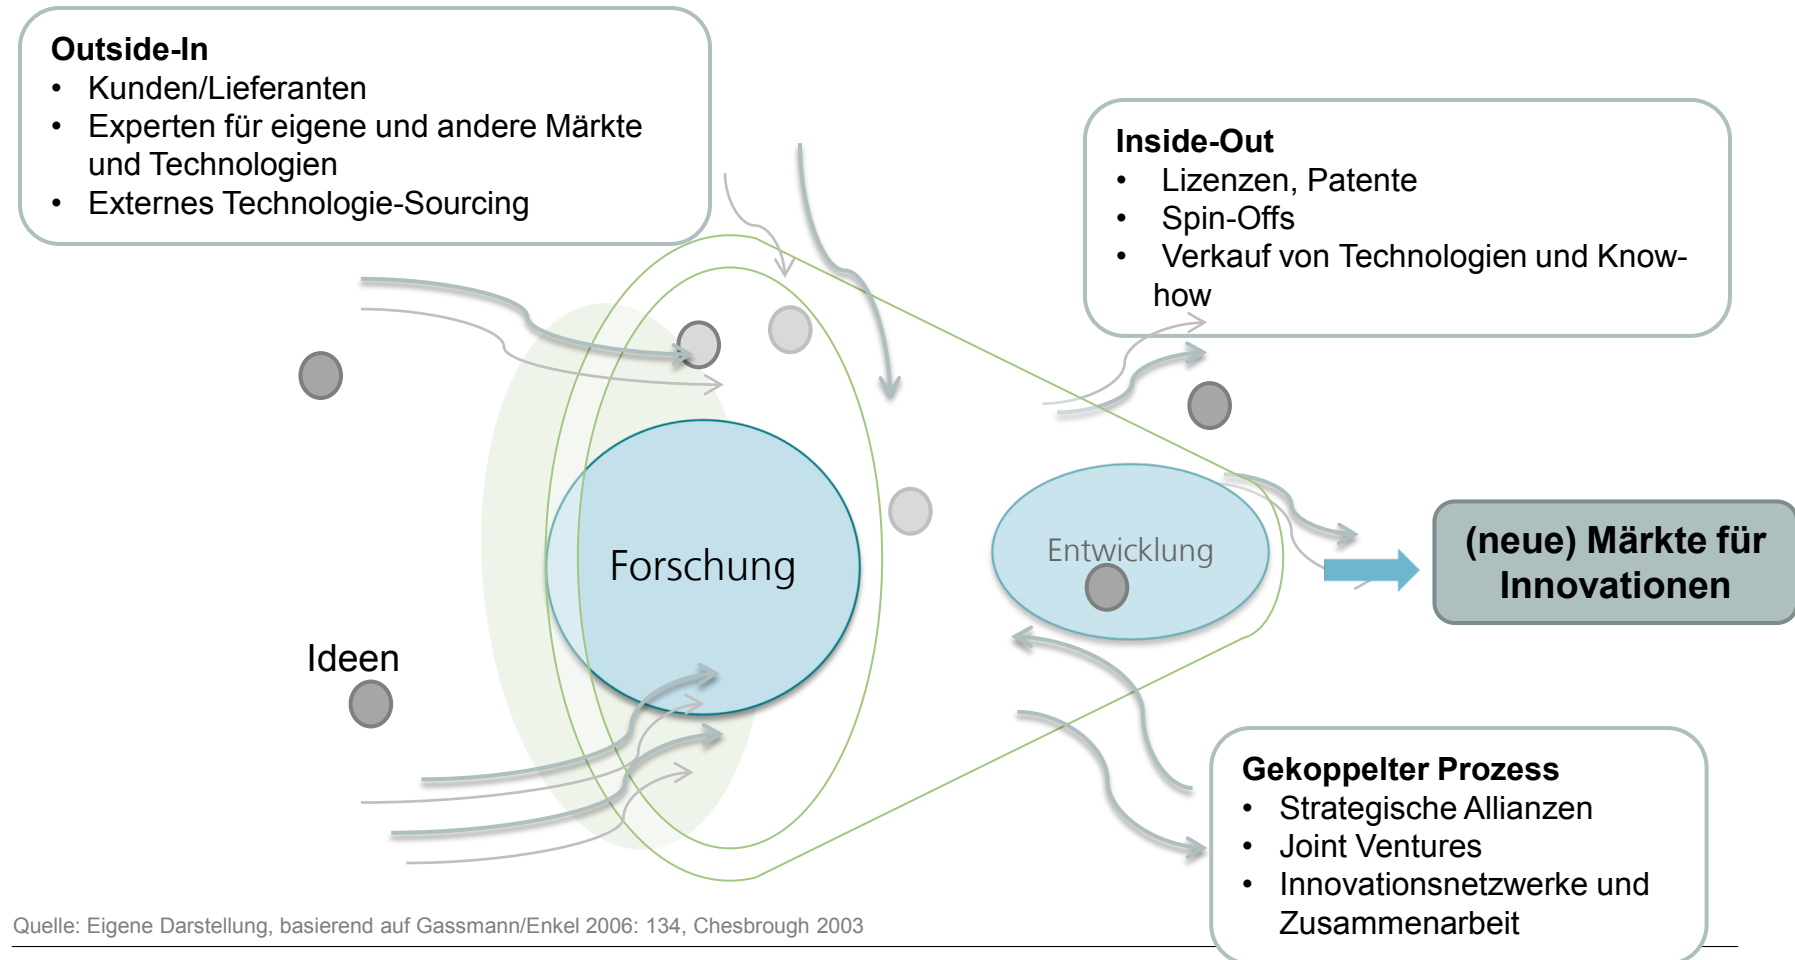 Outside-In
• Kunden/Lieferanten
• Experten für eigene und andere Märkte
und Technologien
• Externes Technologie-Sourcing
Inside-Out
• Lizenzen, Patente
• Spin-Offs
• Verkauf von Technologien und Know-
how
Forschung
Entwicklung
(neue) Märkte für
Innovationen
Ideen
Gekoppelter Prozess
• Strategische Allianzen
• Joint Ventures
• Innovationsnetzwerke und
Zusammenarbeit
Quelle: Eigene Darstellung, basierend auf Gassmann/Enkel 2006: 134, Chesbrough 2003